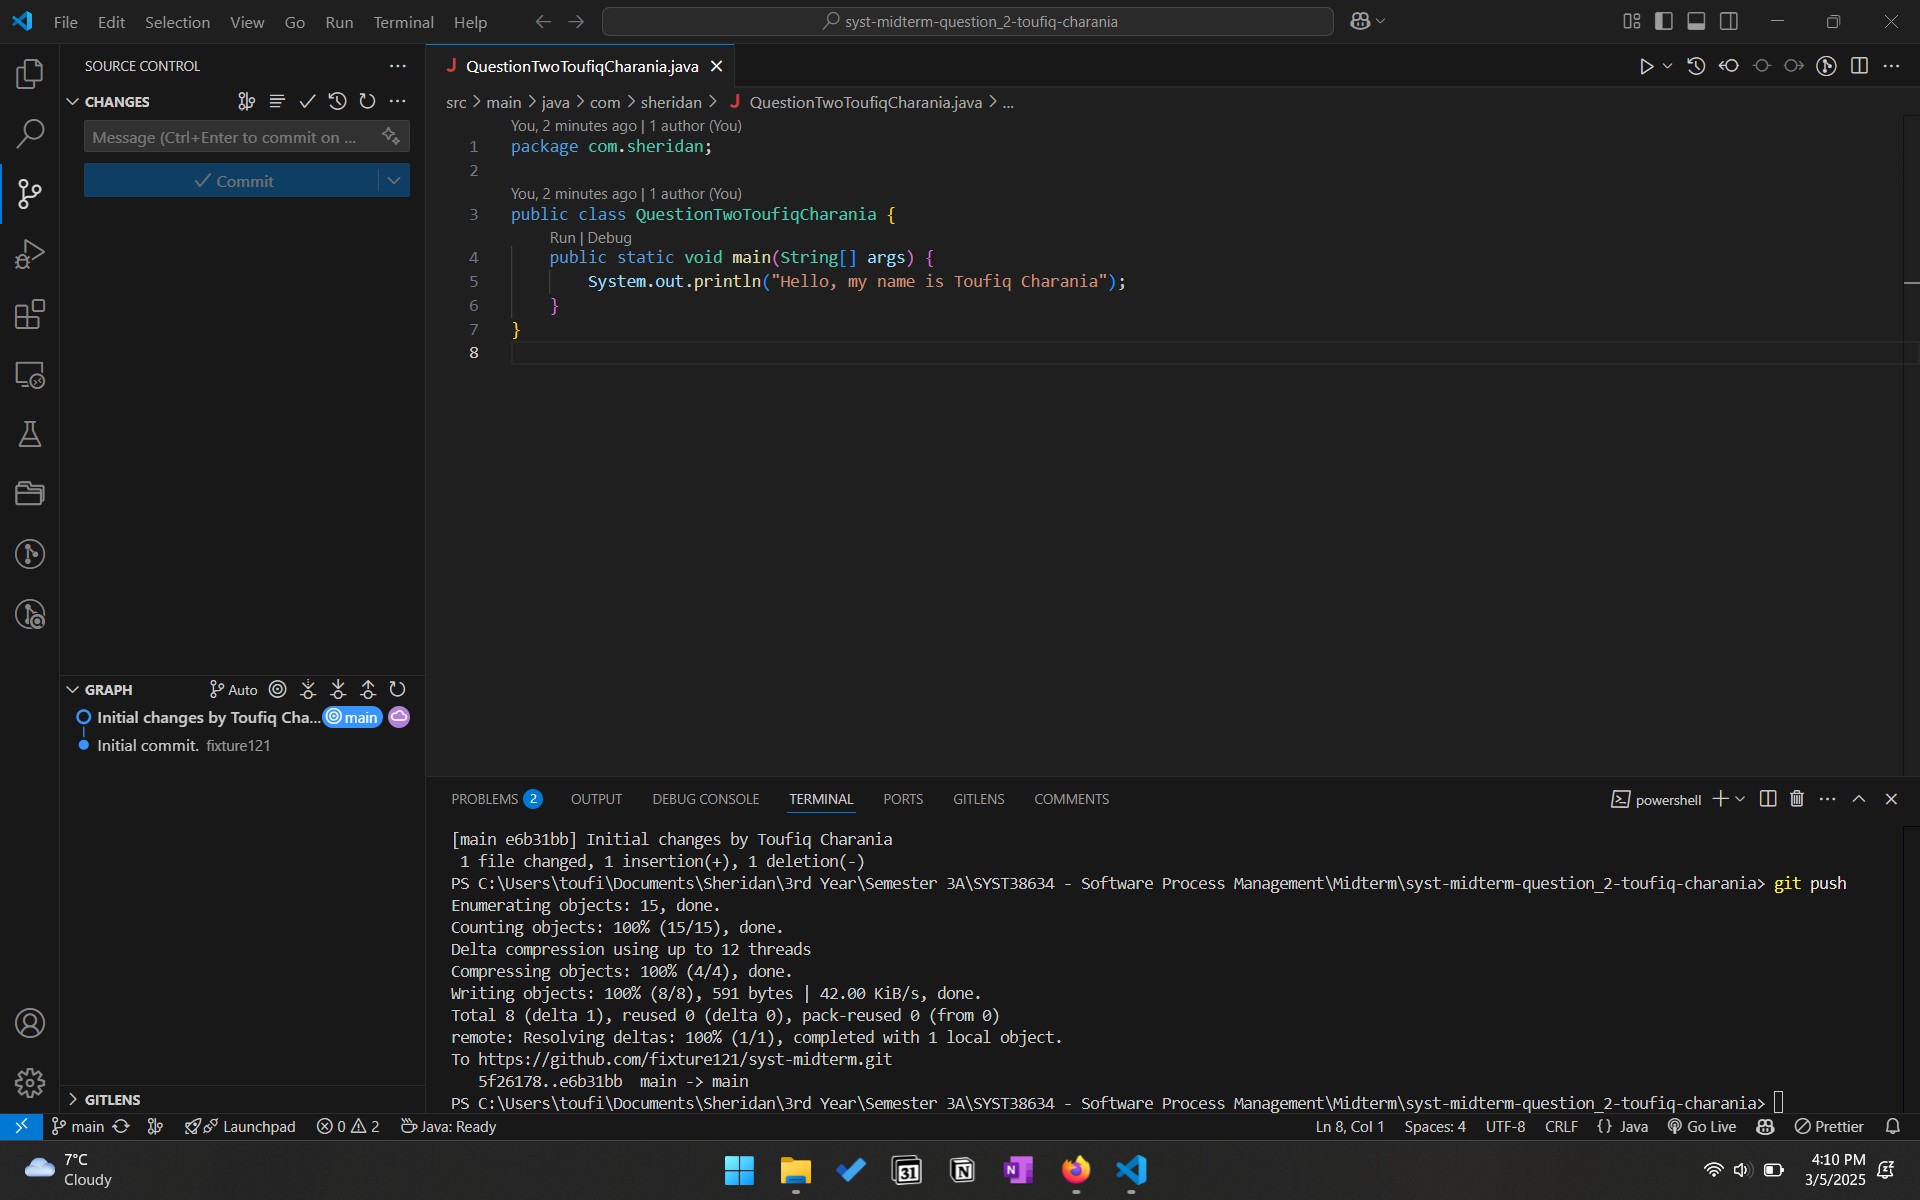 File Edit Selection View Go Run Terminal Help
syst-midterm-question_2-toufiq-charania
SOURCE CONTROL
CHANGES
Message (Ctrl+Enter to commit on ...
Commit
GRAPH
Auto
Initial changes by Toufiq Cha... main
Initial commit. fixture121
GITLENS
J QuestionTwoToufiqCharania.java
src > main > java > com > sheridan > J QuestionTwoToufiqCharania.java > ...
You, 2 minutes ago | 1 author (You)
1 package com.sheridan;
2
You, 2 minutes ago | 1 author (You)
3 public class QuestionTwoToufiqCharania {
Run | Debug
4 public static void main(String[] args) {
5 System.out.println("Hello, my name is Toufiq Charania");
6 }
7 }
8
PROBLEMS 2 OUTPUT DEBUG CONSOLE TERMINAL PORTS GITLENS COMMENTS
powershell
[main e6b31bb] Initial changes by Toufiq Charania
1 file changed, 1 insertion(+), 1 deletion(-)
PS C:\Users\toufi\Documents\Sheridan\3rd Year\Semester 3A\SYST38634 - Software Process Management\Midterm\syst-midterm-question_2-toufiq-charania> git push
Enumerating objects: 15, done.
Counting objects: 100% (15/15), done.
Delta compression using up to 12 threads
Compressing objects: 100% (4/4), done.
Writing objects: 100% (8/8), 591 bytes | 42.00 KiB/s, done.
Total 8 (delta 1), reused 0 (delta 0), pack-reused 0 (from 0)
remote: Resolving deltas: 100% (1/1), completed with 1 local object.
To https://github.com/fixture121/syst-midterm.git
5f26178..e6b31bb main -> main
PS C:\Users\toufi\Documents\Sheridan\3rd Year\Semester 3A\SYST38634 - Software Process Management\Midterm\syst-midterm-question_2-toufiq-charania>
main Launchpad 0 2 Java: Ready
Ln 8, Col 1 Spaces: 4 UTF-8 CRLF {} Java Go Live Prettier
7°C
Cloudy
31
N
N
4:10 PM
3/5/2025